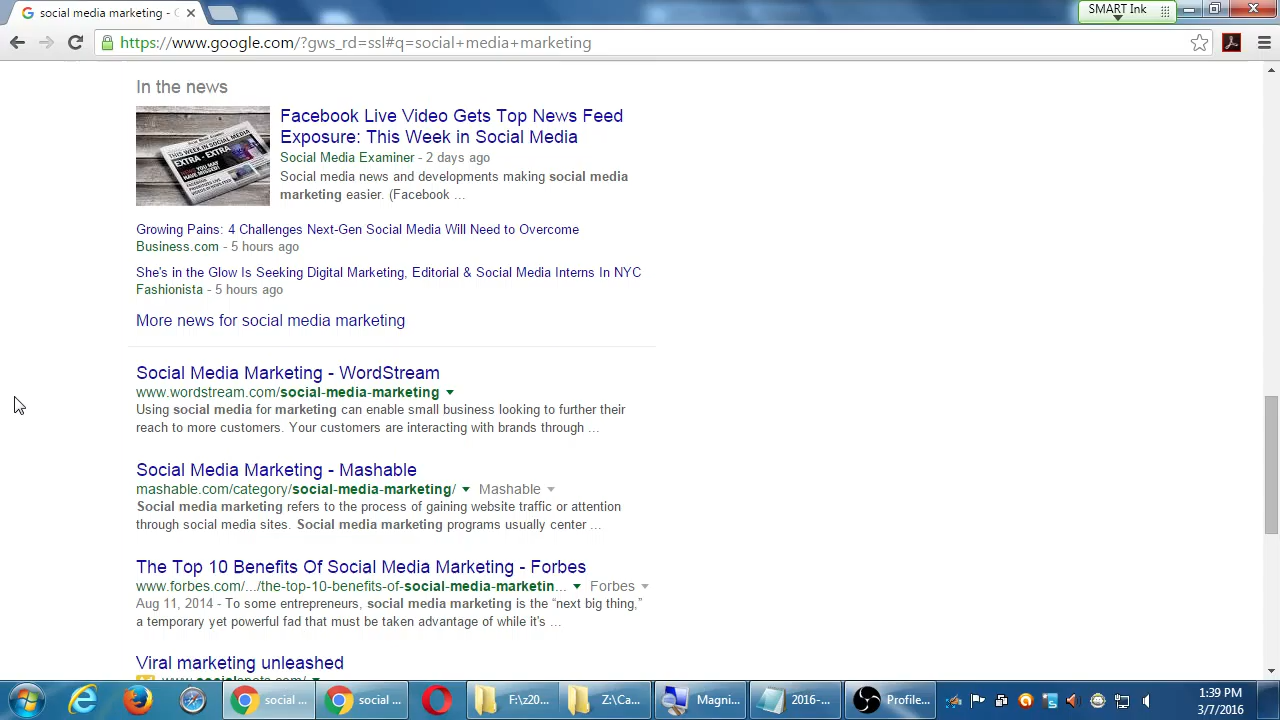 social media marketing - G
SMART Ink
https://www.google.com/?gws_rd=ssl#q=social+media+marketing
In the news
THIS WEEK IN SOCIAL MEDIA
EXTRA - EXTRA
Facebook Live Video Gets Top News Feed
Exposure: This Week in Social Media
Social Media Examiner - 2 days ago
Social media news and developments making social media
marketing easier. (Facebook ...
Growing Pains: 4 Challenges Next-Gen Social Media Will Need to Overcome
Business.com - 5 hours ago
She's in the Glow Is Seeking Digital Marketing, Editorial & Social Media Interns In NYC
Fashionista - 5 hours ago
More news for social media marketing
Social Media Marketing - WordStream
www.wordstream.com/social-media-marketing
Using social media for marketing can enable small business looking to further their
reach to more customers. Your customers are interacting with brands through ...
Social Media Marketing - Mashable
mashable.com/category/social-media-marketing/ Mashable
Social media marketing refers to the process of gaining website traffic or attention
through social media sites. Social media marketing programs usually center ...
The Top 10 Benefits Of Social Media Marketing - Forbes
www.forbes.com/.../the-top-10-benefits-of-social-media-marketin... Forbes
Aug 11, 2014 - To some entrepreneurs, social media marketing is the “next big thing,”
a temporary yet powerful fad that must be taken advantage of while it's ...
Viral marketing unleashed
social ...
social ...
F:\z20...
Z:\Ca...
Magni...
2016-...
Profile...
1:39 PM
3/7/2016